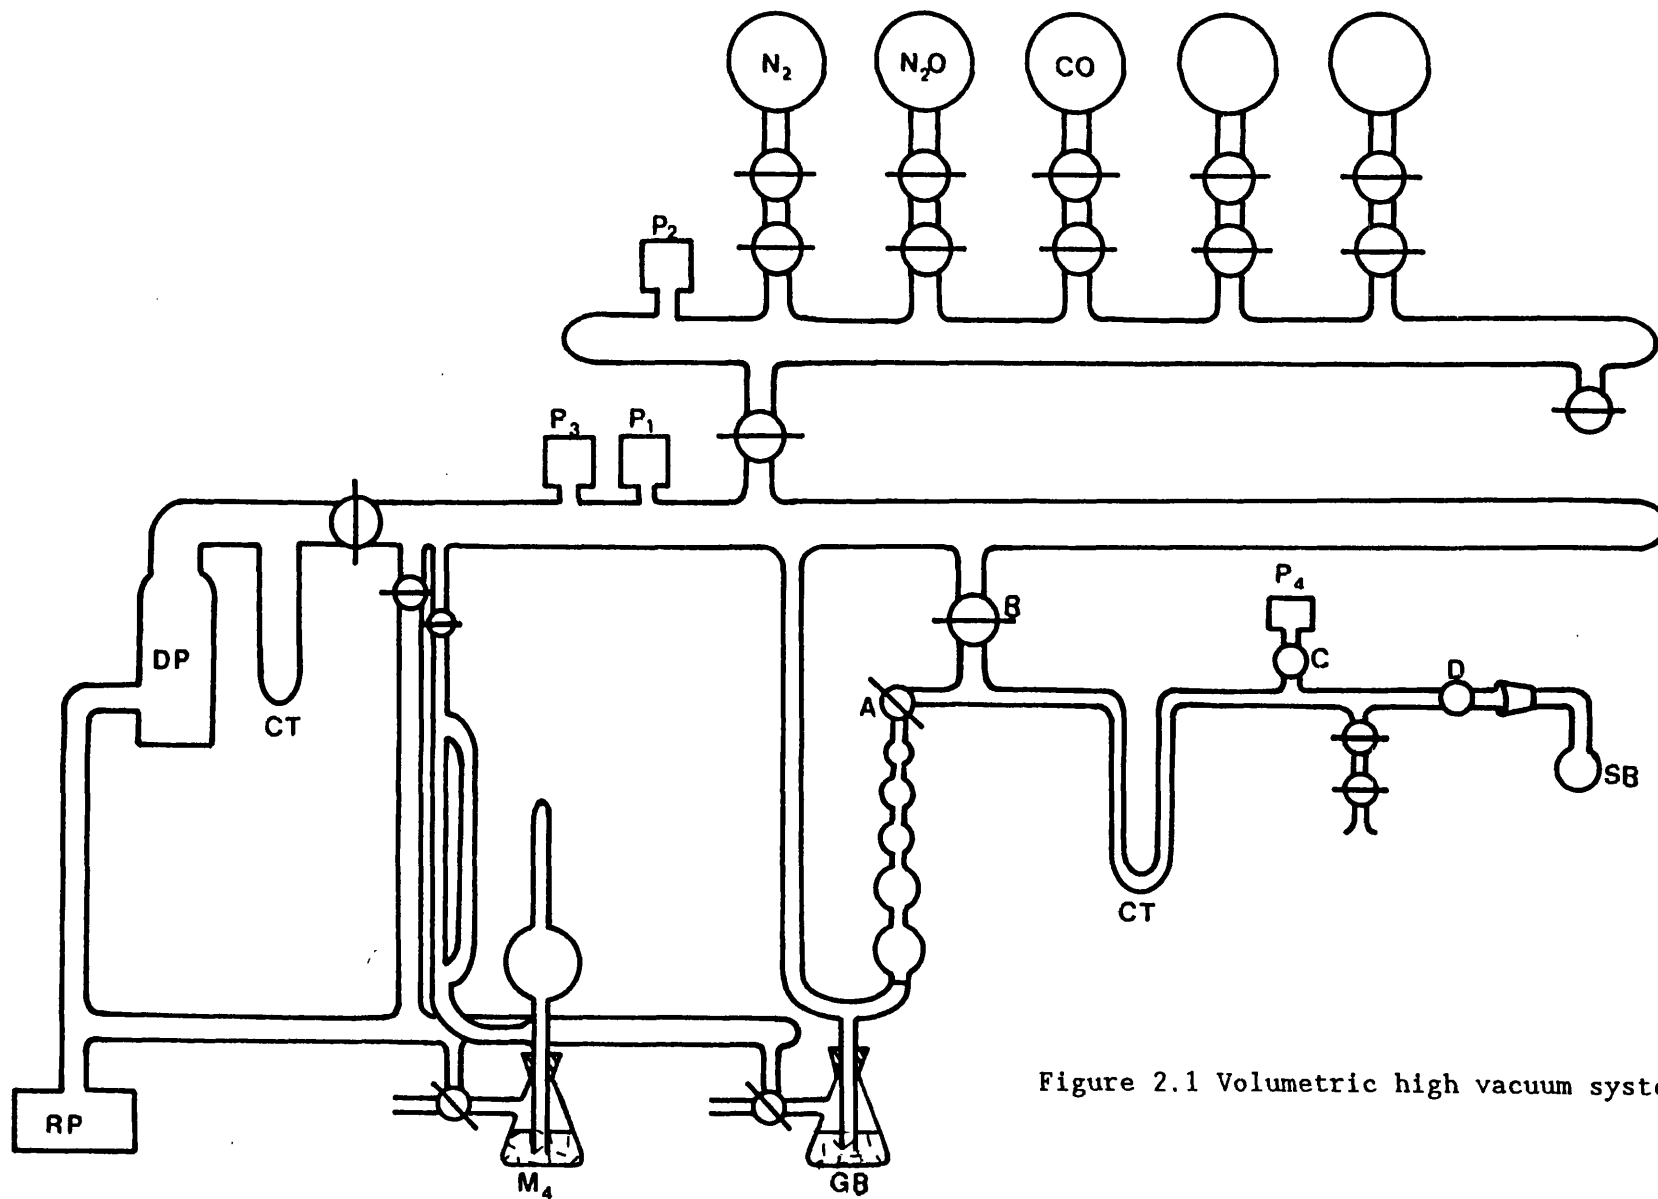 N₂ N₂O CO
P₂
P₃ P₁
P₄
B
C
D
A
DP
CT
SB
CT
RP
M₄
GB
Figure 2.1 Volumetric high vacuum syste